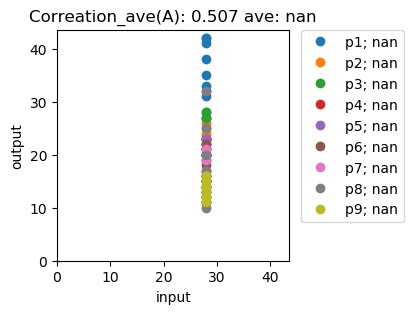 Correation_ave(A): 0.507 ave: nan
output
40
30
20
10
0
0 10 20 30 40
input
p1; nan
p2; nan
p3; nan
p4; nan
p5; nan
p6; nan
p7; nan
p8; nan
p9; nan